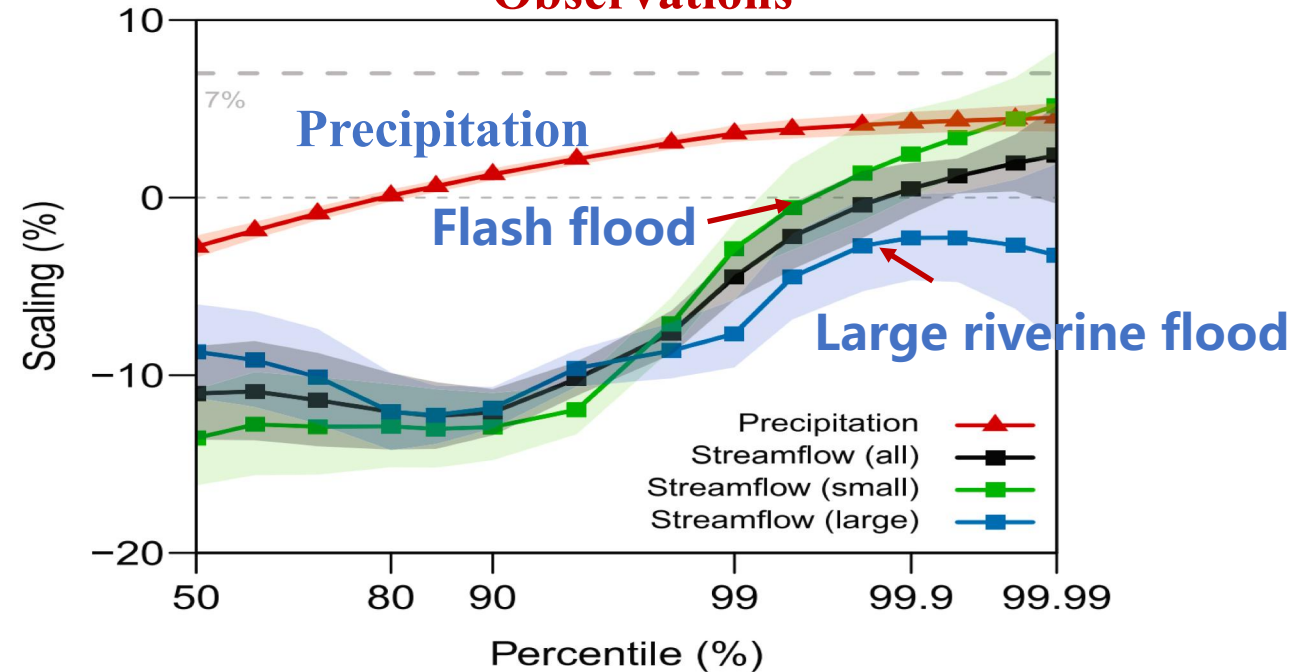 Observations
10
7%
Precipitation
0
Flash flood
Scaling (%)
Large riverine flood
−10
Precipitation
Streamflow (all)
Streamflow (small)
Streamflow (large)
−20
50 80 90 99 99.9 99.99
Percentile (%)